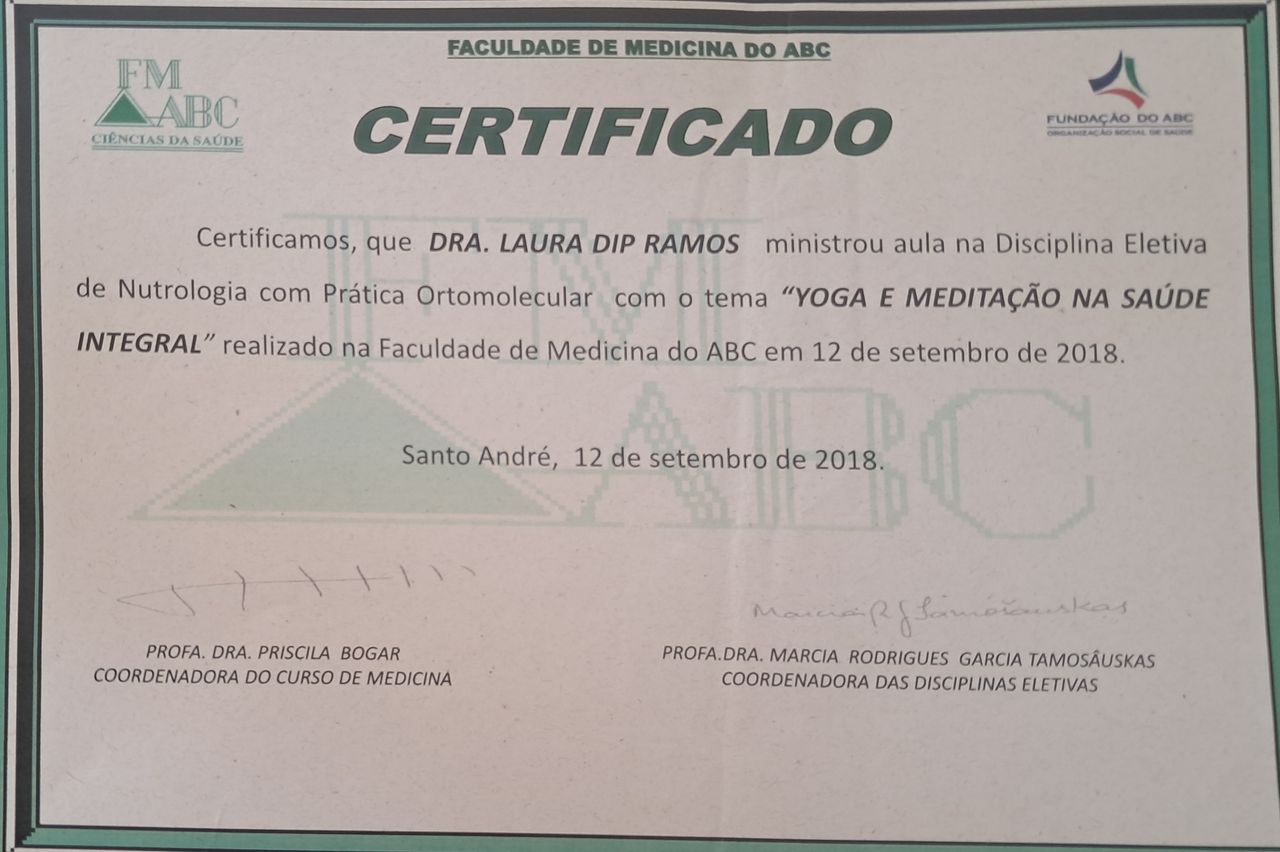 FACULDADE DE MEDICINA DO ABC
FM
ABC
CIÊNCIAS DA SAÚDE
FUNDAÇÃO DO ABC
ORGANIZAÇÃO SOCIAL DE SAÚDE
CERTIFICADO
Certificamos, que DRA. LAURA DIP RAMOS ministrou aula na Disciplina Eletiva
de Nutrologia com Prática Ortomolecular com o tema “YOGA E MEDITAÇÃO NA SAÚDE
INTEGRAL” realizado na Faculdade de Medicina do ABC em 12 de setembro de 2018.
FM
ABC
Santo André, 12 de setembro de 2018.
Marcia R G Tamosauskas
PROFA. DRA. PRISCILA BOGAR
COORDENADORA DO CURSO DE MEDICINA
PROFA.DRA. MARCIA RODRIGUES GARCIA TAMOSÂUSKAS
COORDENADORA DAS DISCIPLINAS ELETIVAS